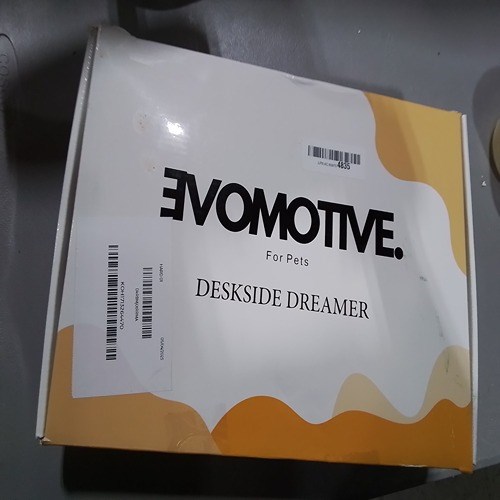 4835
EVOMOTIVE.
For Pets
DESKSIDE DREAMER